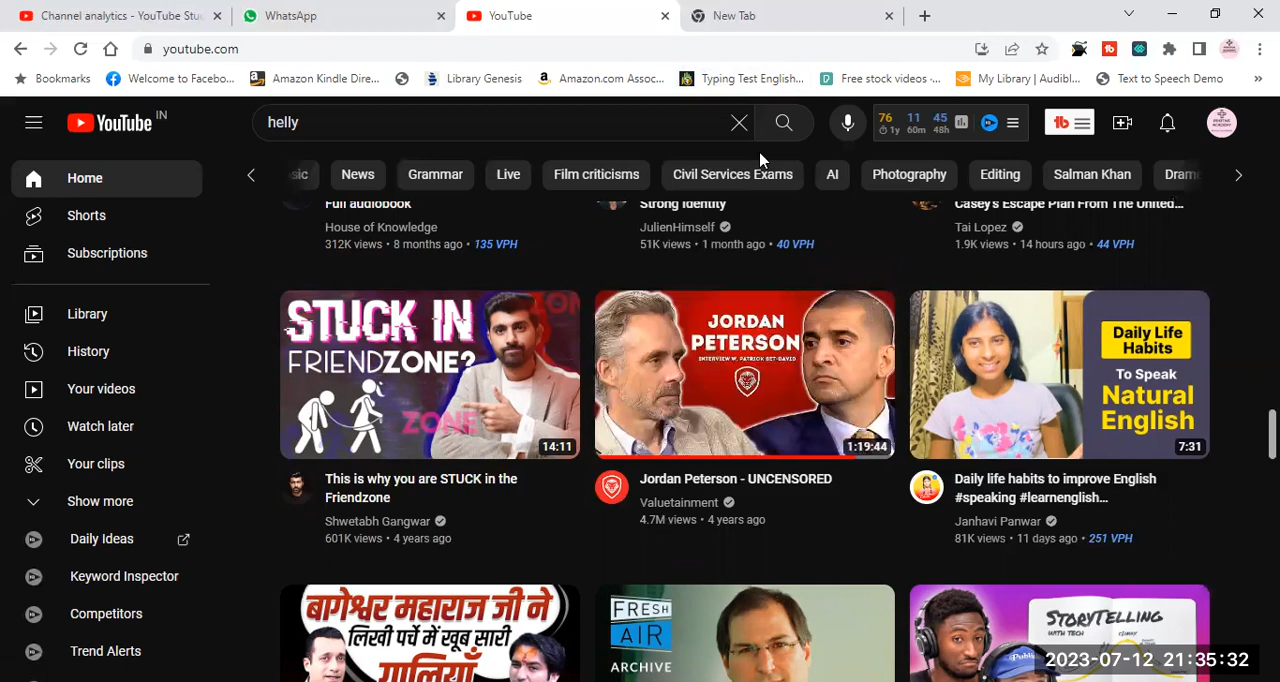 Channel analytics - YouTube Stu
WhatsApp
YouTube
New Tab
youtube.com
Bookmarks
Welcome to Facebo...
Amazon Kindle Dire...
Library Genesis
Amazon.com Assoc...
Typing Test English...
Free stock videos -...
My Library | Audibl...
Text to Speech Demo
»
YouTube IN
helly
76 11 45
1y 60m 48h
tb
Home
Shorts
Subscriptions
Library
History
Your videos
Watch later
Your clips
Show more
Daily Ideas
Keyword Inspector
Competitors
Trend Alerts
sic
News
Grammar
Live
Film criticisms
Civil Services Exams
AI
Photography
Editing
Salman Khan
Drama
Full audiobook
House of Knowledge
312K views • 8 months ago • 135 VPH
Strong Identity
JulienHimself
51K views • 1 month ago • 40 VPH
Casey's Escape Plan From The United...
Tai Lopez
1.9K views • 14 hours ago • 44 VPH
STUCK IN
FRIENDZONE?
ZONE
14:11
This is why you are STUCK in the
Friendzone
Shwetabh Gangwar
601K views • 4 years ago
JORDAN
PETERSON
INTERVIEW W. PATRICK BET-DAVID
1:19:44
Jordan Peterson - UNCENSORED
Valuetainment
4.7M views • 4 years ago
Daily Life
Habits
To Speak
Natural
English
7:31
Daily life habits to improve English
#speaking #learnenglish...
Janhavi Panwar
81K views • 11 days ago • 251 VPH
बागेश्वर महाराज जी ने
लिखी पर्चे में खूब सारी
गालियाँ
FRESH
AIR
ARCHIVE
STORYTELLING
WITH TECH
CLIMAX
2023-07-12 21:35:32